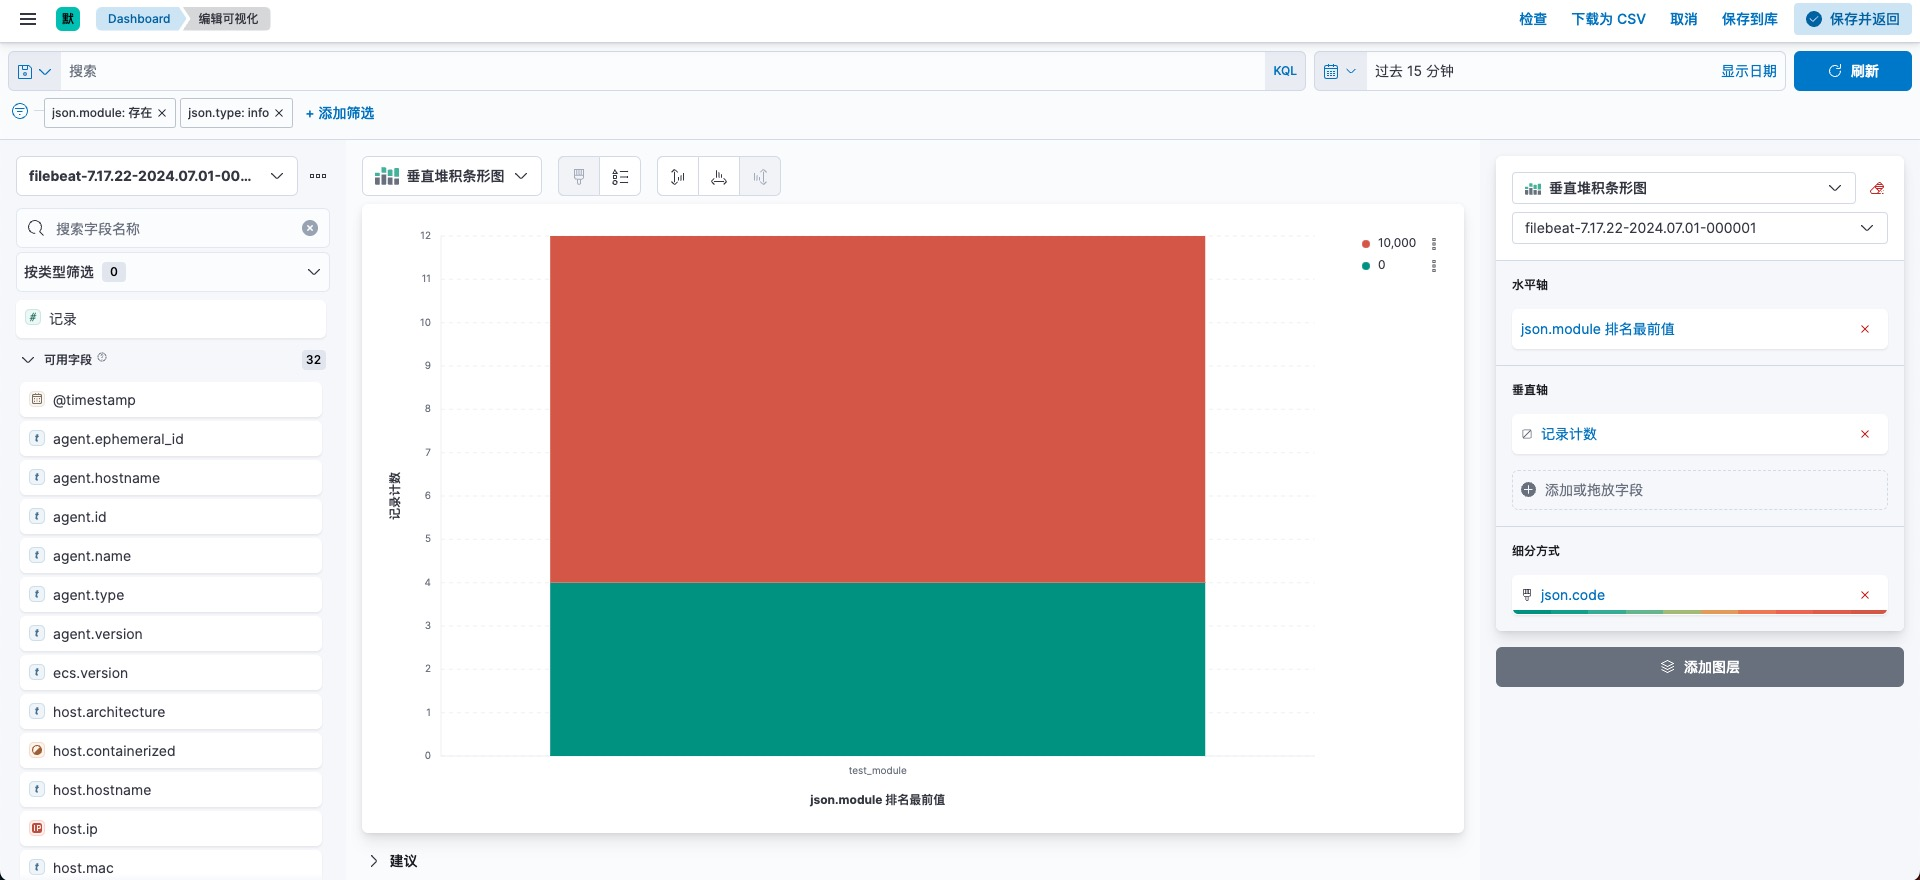 默 Dashboard 编辑可视化 检查 下载为 CSV 取消 保存到库 保存并返回
搜索 KQL 过去 15 分钟 显示日期 刷新
json.module: 存在 json.type: info + 添加筛选
filebeat-7.17.22-2024.07.01-00...
搜索字段名称
按类型筛选 0
# 记录
可用字段 32
@timestamp
t agent.ephemeral_id
t agent.hostname
t agent.id
t agent.name
t agent.type
t agent.version
t ecs.version
t host.architecture
host.containerized
t host.hostname
IP host.ip
t host.mac
垂直堆积条形图
12
11
10
9
8
7
6
5
4
3
2
1
0
记录计数
test_module
json.module 排名最前值
10,000
0
建议
垂直堆积条形图
filebeat-7.17.22-2024.07.01-000001
水平轴
json.module 排名最前值
垂直轴
记录计数
添加或拖放字段
细分方式
json.code
添加图层